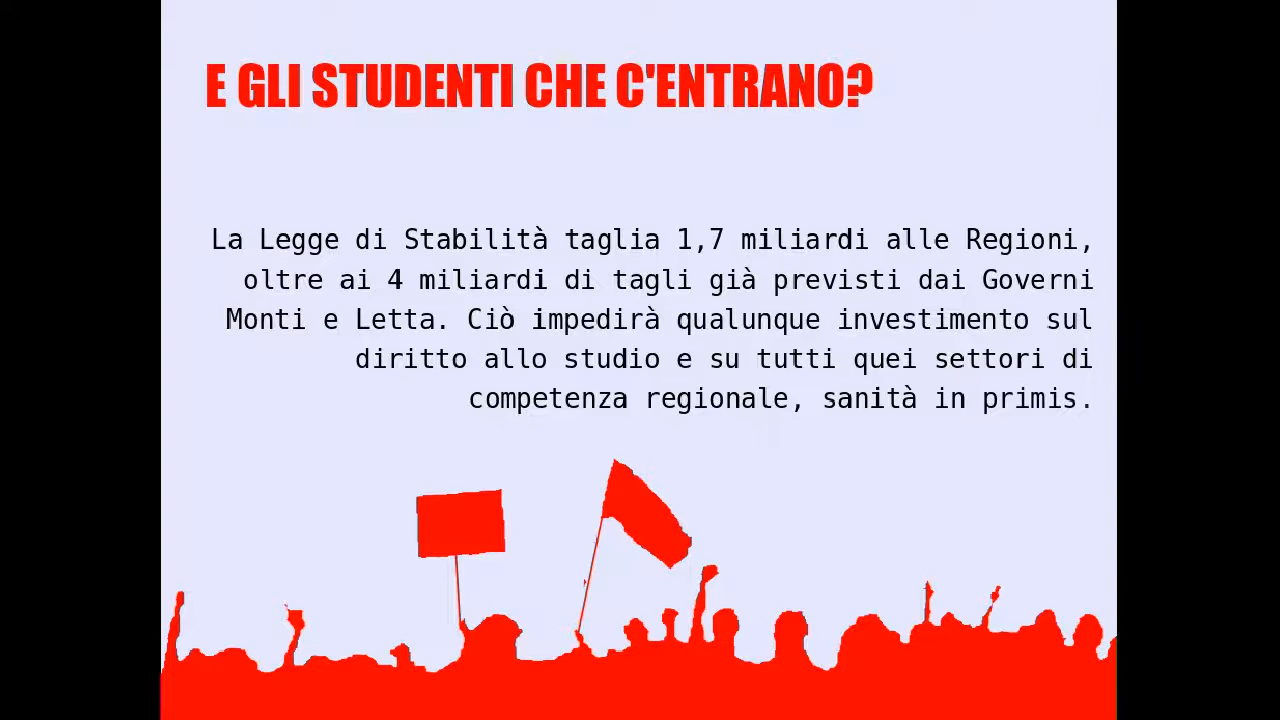 E GLI STUDENTI CHE C'ENTRANO?
La Legge di Stabilità taglia 1,7 miliardi alle Regioni,
oltre ai 4 miliardi di tagli già previsti dai Governi
Monti e Letta. Ciò impedirà qualunque investimento sul
diritto allo studio e su tutti quei settori di
competenza regionale, sanità in primis.